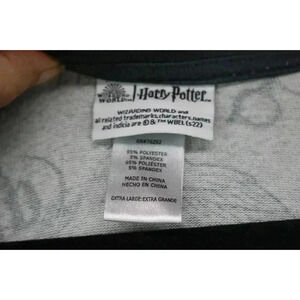 WIZARDING WORLD
Harry Potter
WIZARDING WORLD and
all related trademarks, characters, names
and indicia are © & ™ WBEI. (s22)
95% POLYESTER
5% SPANDEX
95% POLIÉSTER
5% SPANDEX
MADE IN CHINA
HECHO EN CHINA
EXTRA LARGE/EXTRA GRANDE